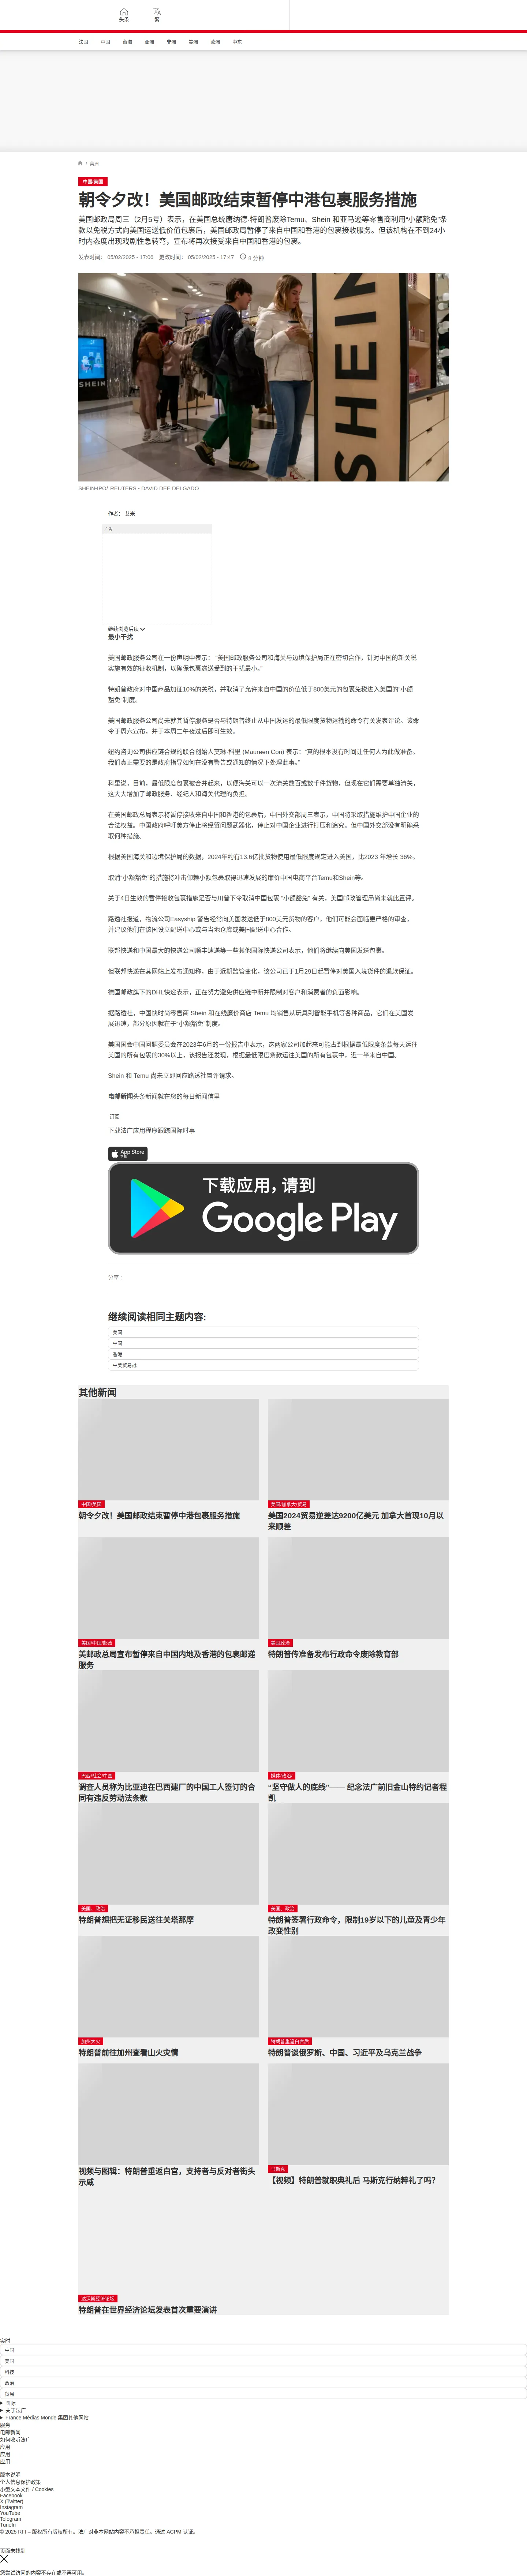 头条
繁
法国
中国
台海
亚洲
非洲
美洲
欧洲
中东
/ 美洲
中国/美国
朝令夕改！美国邮政结束暂停中港包裹服务措施
美国邮政局周三（2月5号）表示，在美国总统唐纳德·特朗普废除Temu、Shein 和亚马逊等零售商利用“小额豁免”条
款以免税方式向美国运送低价值包裹后，美国邮政局暂停了来自中国和香港的包裹接收服务。但该机构在不到24小
时内态度出现戏剧性急转弯，宣布将再次接受来自中国和香港的包裹。
发表时间： 05/02/2025 - 17:06 更改时间： 05/02/2025 - 17:47 6 分钟
SHEIN
SHEIN
SHEIN-IPO/ REUTERS - DAVID DEE DELGADO
作者： 艾米
广告
继续浏览后续
最小干扰
美国邮政服务公司在一份声明中表示： “美国邮政服务公司和海关与边境保护局正在密切合作，针对中国的新关税
实施有效的征收机制，以确保包裹递送受到的干扰最小。”
特朗普政府对中国商品加征10%的关税，并取消了允许来自中国的价值低于800美元的包裹免税进入美国的“小额
豁免”制度。
美国邮政服务公司尚未就其暂停服务是否与特朗普终止从中国发运的最低限度货物运输的命令有关发表评论。该命
令于周六宣布，并于本周二午夜过后即可生效。
纽约咨询公司供应链合规的联合创始人莫琳·科里 (Maureen Cori) 表示：“真的根本没有时间让任何人为此做准备。
我们真正需要的是政府指导如何在没有警告或通知的情况下处理此事。”
科里说，目前，最低限度包裹被合并起来，以便海关可以一次清关数百或数千件货物，但现在它们需要单独清关，
这大大增加了邮政服务、经纪人和海关代理的负担。
在美国邮政总局表示将暂停接收来自中国和香港的包裹后，中国外交部周三表示，中国将采取措施维护中国企业的
合法权益。中国政府呼吁美方停止将经贸问题武器化，停止对中国企业进行打压和追究。但中国外交部没有明确采
取何种措施。
根据美国海关和边境保护局的数据，2024年约有13.6亿批货物使用最低限度规定进入美国，比2023 年增长 36%。
取消“小额豁免”的措施将冲击仰赖小额包裹取得迅速发展的廉价中国电商平台Temu和Shein等。
关于4日生效的暂停接收包裹措施是否与川普下令取消中国包裹 “小额豁免” 有关，美国邮政管理局尚未就此置评。
路透社报道，物流公司Easyship 警告经常向美国发送低于800美元货物的客户，他们可能会面临更严格的审查，
并建议他们在该国设立配送中心或与当地仓库或美国配送中心合作。
联邦快递和中国最大的快递公司顺丰速递等一些其他国际快递公司表示，他们将继续向美国发送包裹。
但联邦快递在其网站上发布通知称，由于近期监管变化，该公司已于1月29日起暂停对美国入境货件的退款保证。
德国邮政旗下的DHL快递表示，正在努力避免供应链中断并限制对客户和消费者的负面影响。
据路透社，中国快时尚零售商 Shein 和在线廉价商店 Temu 均销售从玩具到智能手机等各种商品，它们在美国发
展迅速，部分原因就在于“小额豁免”制度。
美国国会中国问题委员会在2023年6月的一份报告中表示，这两家公司加起来可能占到根据最低限度条款每天运往
美国的所有包裹的30%以上，该报告还发现，根据最低限度条款运往美国的所有包裹中，近一半来自中国。
Shein 和 Temu 尚未立即回应路透社置评请求。
电邮新闻头条新闻就在您的每日新闻信里
订阅
下载法广应用程序跟踪国际时事
App Store
下载应用，请到
Google Play
分享 :
继续阅读相同主题内容:
美国
中国
香港
中美贸易战
其他新闻
中国/美国
朝令夕改！美国邮政结束暂停中港包裹服务措施
美国/加拿大/贸易
美国2024贸易逆差达9200亿美元 加拿大首现10月以
来顺差
美国/中国/邮政
美邮政总局宣布暂停来自中国内地及香港的包裹邮递
服务
美国政治
特朗普传准备发布行政命令废除教育部
巴西/社会/中国
调查人员称为比亚迪在巴西建厂的中国工人签订的合
同有违反劳动法条款
媒体/政治/
“坚守做人的底线”—— 纪念法广前旧金山特约记者程
凯
美国、政治
特朗普想把无证移民送往关塔那摩
美国、政治
特朗普签署行政命令，限制19岁以下的儿童及青少年
改变性别
加州大火
特朗普前往加州查看山火灾情
特朗普重返白宫后
特朗普谈俄罗斯、中国、习近平及乌克兰战争
视频与图辑：特朗普重返白宫，支持者与反对者街头
示威
马斯克
【视频】特朗普就职典礼后 马斯克行纳粹礼了吗？
达沃斯经济论坛
特朗普在世界经济论坛发表首次重要演讲
实时
中国
美国
科技
政治
贸易
国际
关于法广
France Médias Monde 集团其他网站
服务
电邮新闻
如何收听法广
应用
应用
应用
版本说明
个人信息保护政策
小型文本文件 / Cookies
Facebook
X (Twitter)
Instagram
YouTube
Telegram
TuneIn
© 2025 RFI – 版权所有版权所有。法广对非本网站内容不承担责任。通过 ACPM 认证。
页面未找到
您尝试访问的内容不存在或不再可用。